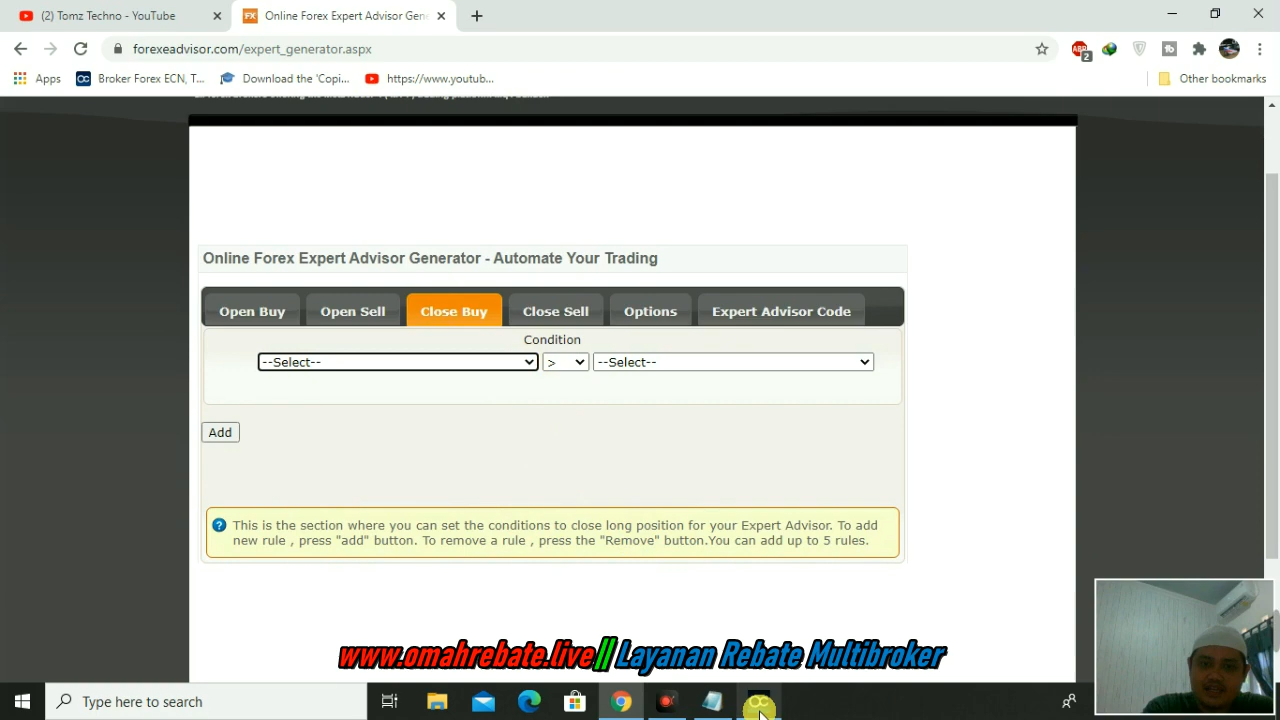 (2) Tomz Techno - YouTube
FX Online Forex Expert Advisor Gen
forexeadvisor.com/expert_generator.aspx
ABP 2
Apps
Broker Forex ECN, T...
Download the 'Copi...
https://www.youtub...
Other bookmarks
Online Forex Expert Advisor Generator - Automate Your Trading
Open Buy Open Sell Close Buy Close Sell Options Expert Advisor Code
Condition
--Select-- > --Select--
Add
This is the section where you can set the conditions to close long position for your Expert Advisor. To add
new rule , press "add" button. To remove a rule , press the "Remove" button.You can add up to 5 rules.
www.omahrebate.live|| Layanan Rebate Multibroker
Type here to search